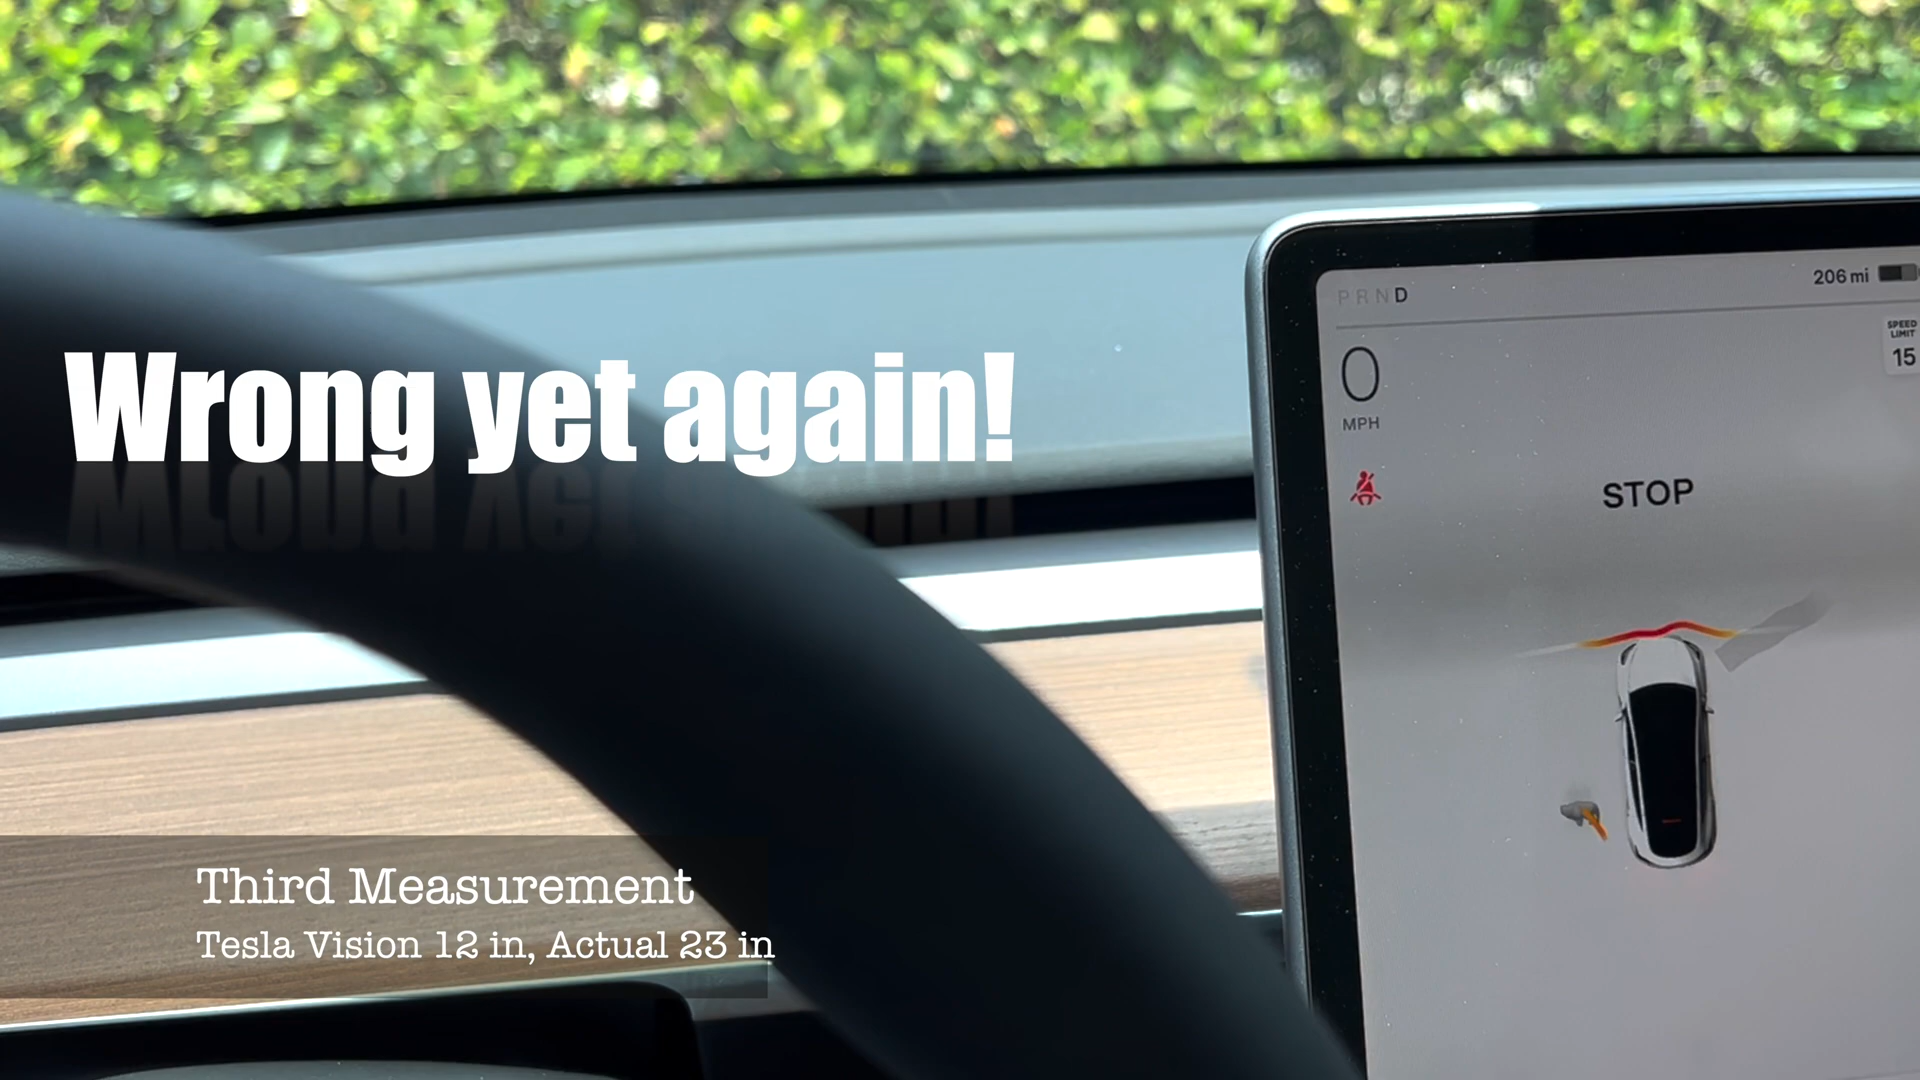 206 mi
PRND
SPEED
LIMIT
15
0
MPH
Wrong yet again!
STOP
Third Measurement
Tesla Vision 12 in, Actual 23 in